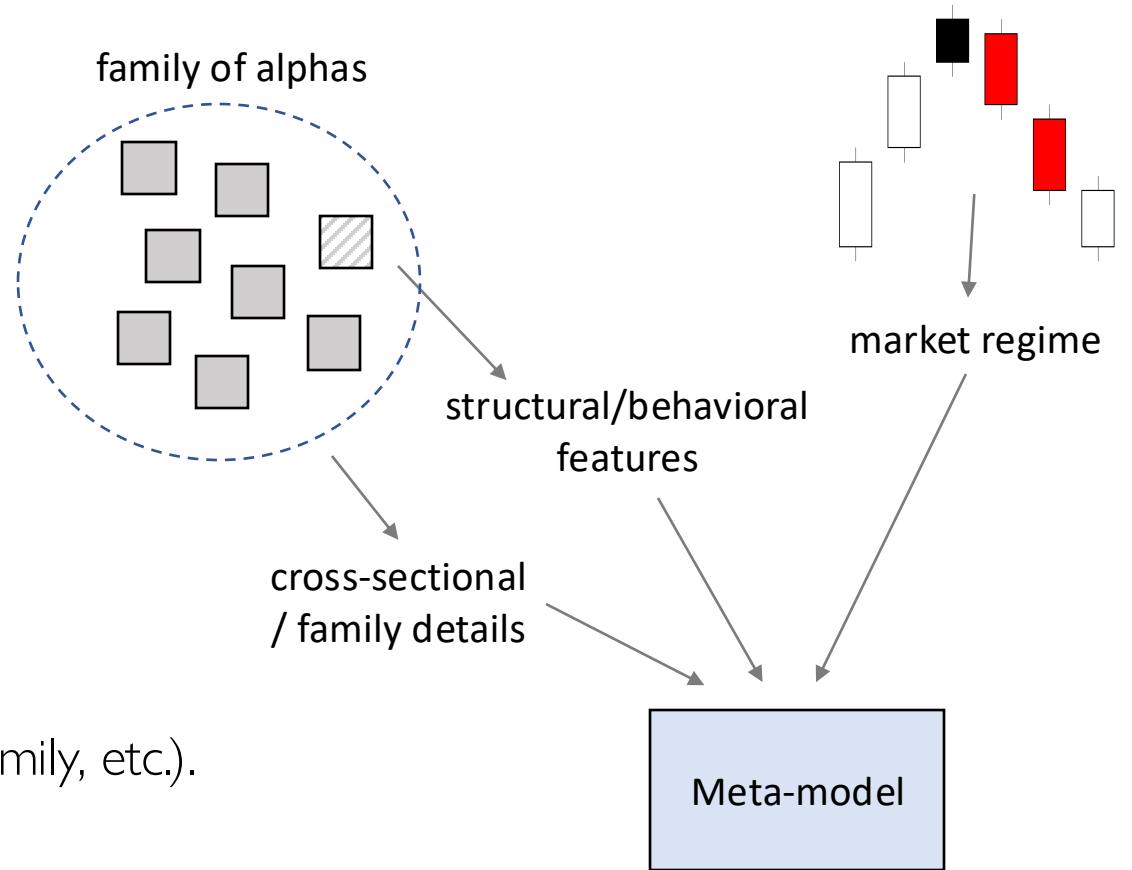 family of alphas
market regime
structural/behavioral
features
cross-sectional
/ family details
mily, etc.).
Meta-model